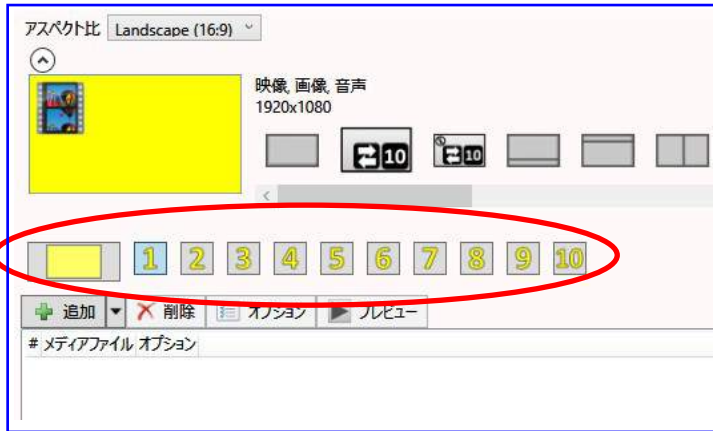 アスペクト比 Landscape (16:9)
映像, 画像, 音声
1920x1080
10 10
1 2 3 4 5 6 7 8 9 10
追加 削除 オプション プレビュー
# メディアファイル オプション